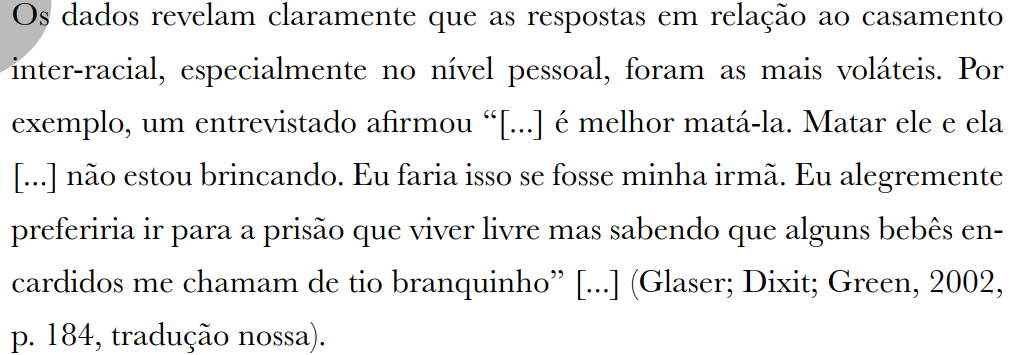 Os dados revelam claramente que as respostas em relação ao casamento
inter-racial, especialmente no nível pessoal, foram as mais voláteis. Por
exemplo, um entrevistado afirmou “[...] é melhor matá-la. Matar ele e ela
[...] não estou brincando. Eu faria isso se fosse minha irmã. Eu alegremente
preferiria ir para a prisão que viver livre mas sabendo que alguns bebês en-
cardidos me chamam de tio branquinho” [...] (Glaser; Dixit; Green, 2002,
p. 184, tradução nossa).